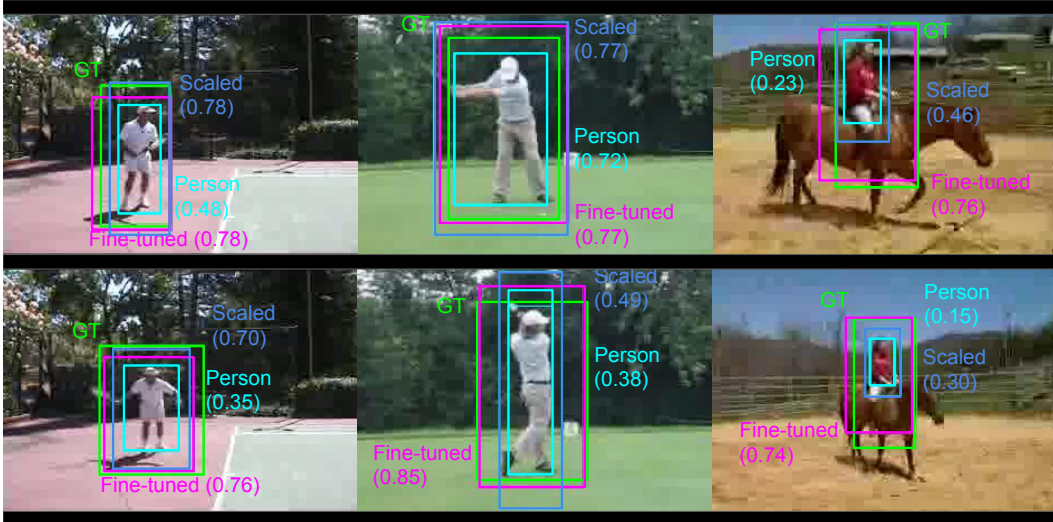 GT
Scaled
(0.78)
Person
(0.48)
Fine-tuned (0.78)
GT
Scaled
(0.77)
Person
(0.72)
Fine-tuned
(0.77)
GT
Person
(0.23)
Scaled
(0.46)
Fine-tuned
(0.76)
GT
Scaled
(0.70)
Person
(0.35)
Fine-tuned (0.76)
Scaled
(0.49)
GT
Person
(0.38)
Fine-tuned
(0.85)
Person
(0.15)
GT
Scaled
(0.30)
Fine-tuned
(0.74)